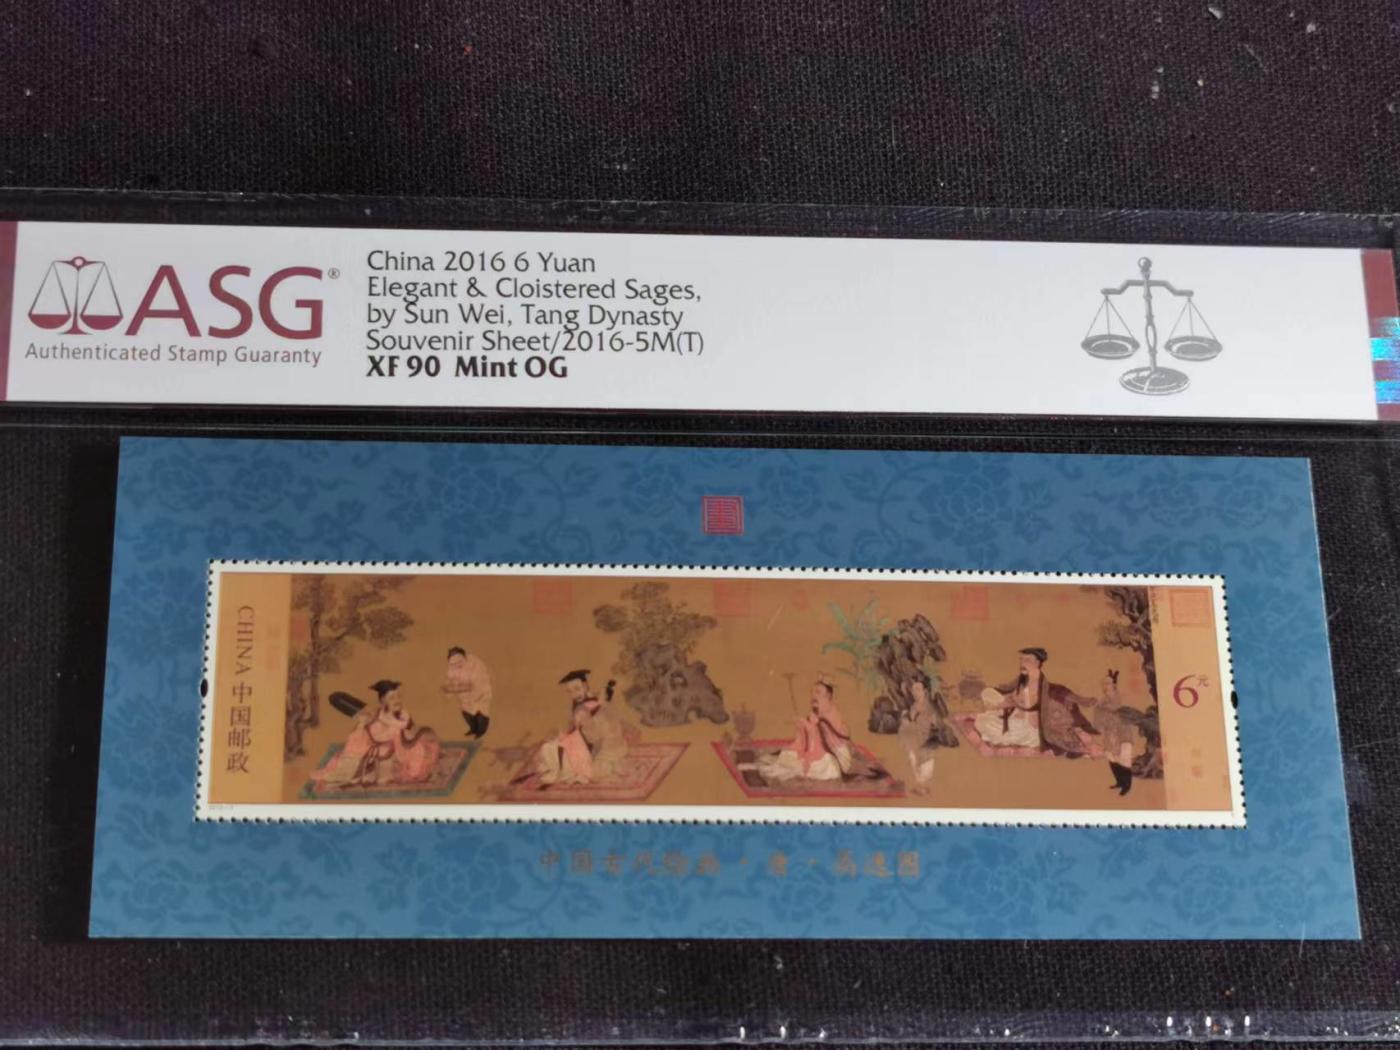 ASG®
Authenticated Stamp Guaranty
China 2016 6 Yuan
Elegant & Cloistered Sages,
by Sun Wei, Tang Dynasty
Souvenir Sheet/2016-5M(T)
XF 90 Mint OG
CHINA 中国邮政
6元
中国古代绘画·唐·高逸图